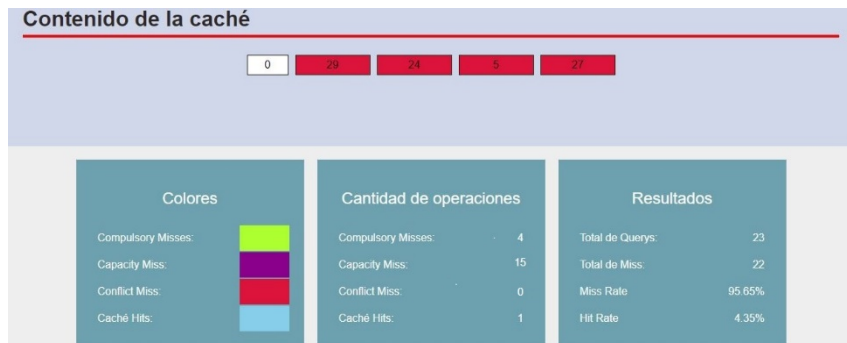 Contenido de la caché
0 29 24 5 27
Colores
Compulsory Misses:
Capacity Miss:
Conflict Miss:
Caché Hits:
Cantidad de operaciones
Compulsory Misses: 4
Capacity Miss: 15
Conflict Miss: 0
Caché Hits: 1
Resultados
Total de Querys: 23
Total de Miss: 22
Miss Rate 95.65%
Hit Rate 4.35%